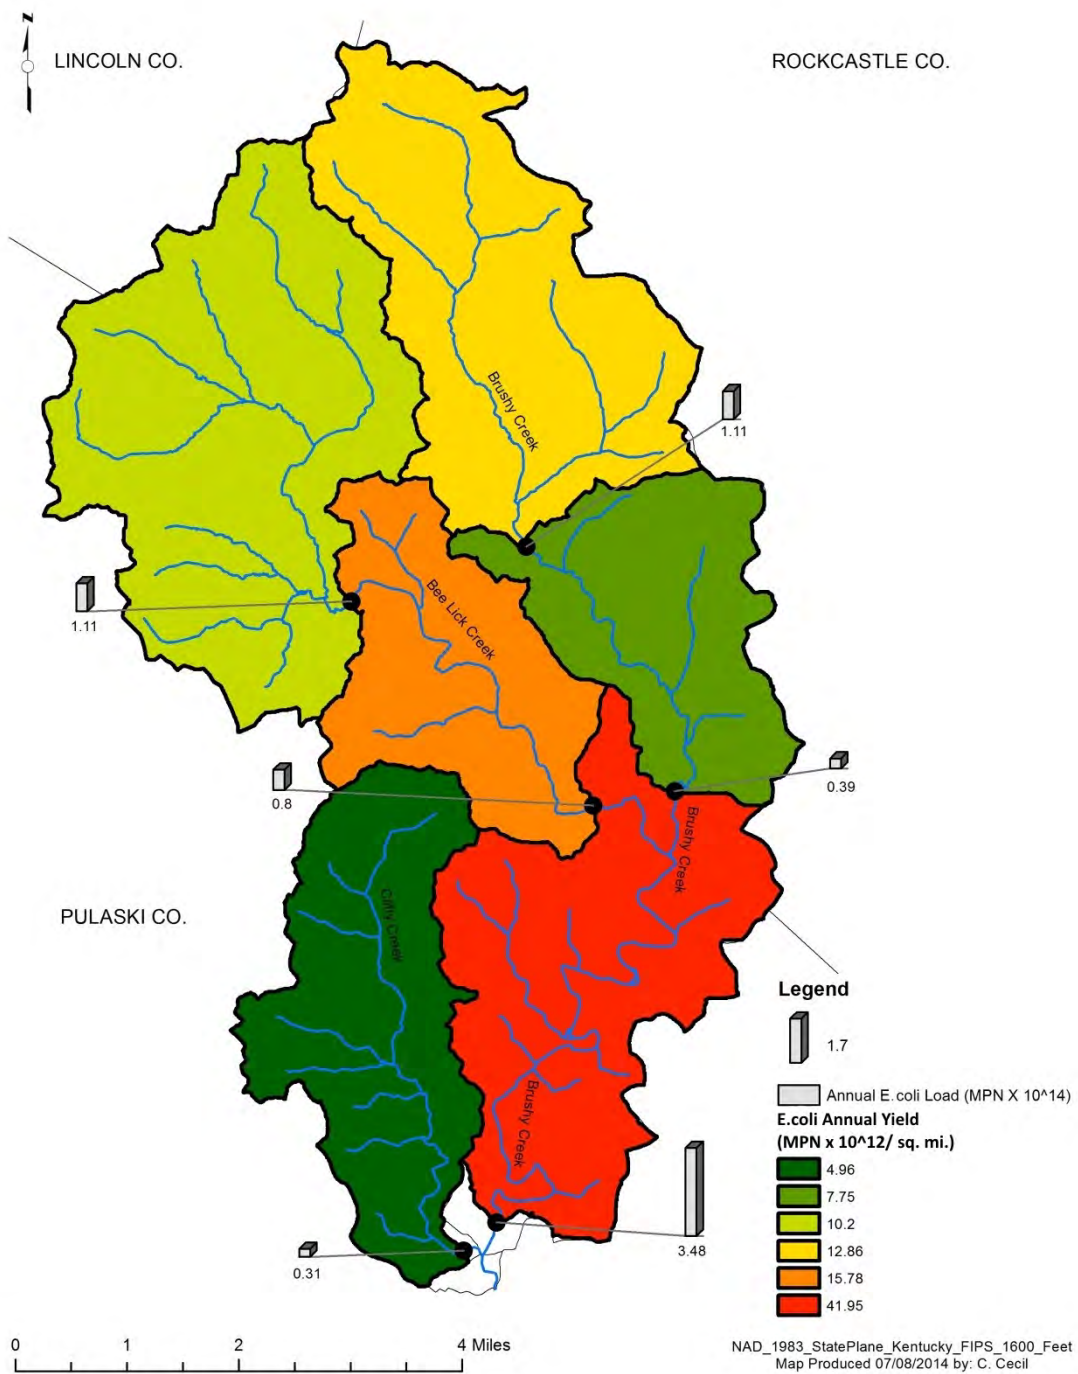 z
LINCOLN CO.
ROCKCASTLE CO.
Brushy Creek
1.11
Bee Lick Creek
1.11
0.8
0.39
Brushy Creek
Clifty Creek
PULASKI CO.
Legend
1.7
Annual E.coli Load (MPN X 10^14)
E.coli Annual Yield
(MPN x 10^12/ sq. mi.)
4.96
7.75
10.2
12.86
15.78
41.95
Brushy Creek
3.48
0.31
0 1 2 4 Miles
NAD_1983_StatePlane_Kentucky_FIPS_1600_Feet
Map Produced 07/08/2014 by: C. Cecil